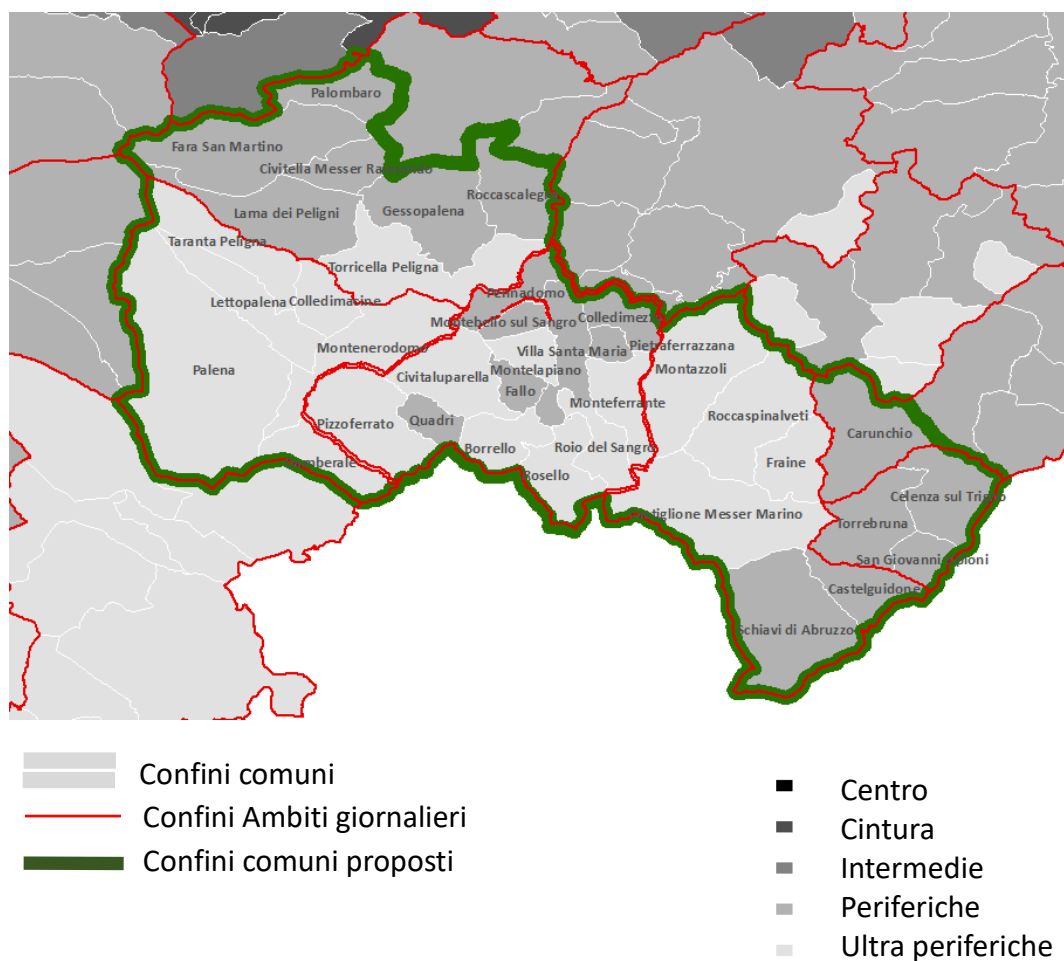 Palombaro
Fara San Martino
Civitella Messer
Roccascalegna
Lama dei Peligni
Gessopalena
Taranta Peligna
Torricella Peligna
Lettopalena
Colledimacine
Pennadomo
Montebello sul Sangro
Colledimezzo
Montenerodomo
Villa Santa Maria
Pietraferrazzana
Palena
Civitaluparella
Montelapiano
Montazzoli
Fallo
Monteferrante
Roccaspinalveti
Pizzoferrato
Quadri
Carunchio
Borrello
Roio del Sangro
Fraine
Rosello
Celenza sul Trigno
Castiglione Messer Marino
Torrebruna
San Giovanni Lipioni
Castelguidone
Schiavi di Abruzzo
Confini comuni
Confini Ambiti giornalieri
Confini comuni proposti
Centro
Cintura
Intermedie
Periferiche
Ultra periferiche